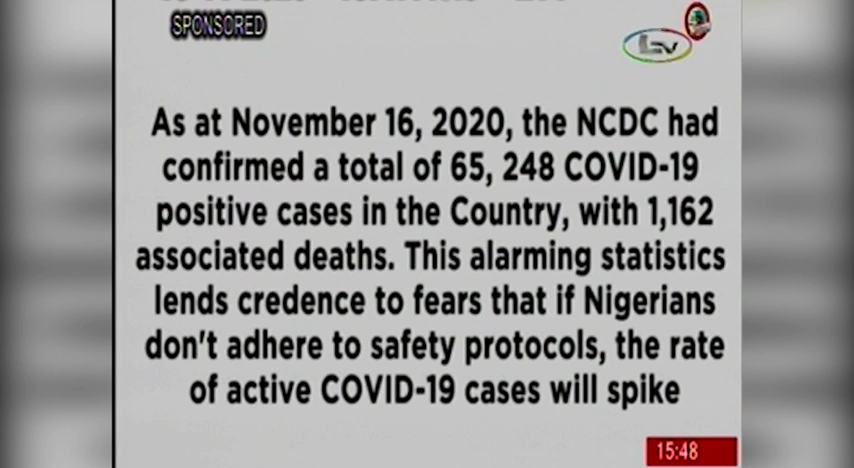 SPONSORED
Ltv
As at November 16, 2020, the NCDC had
confirmed a total of 65, 248 COVID-19
positive cases in the Country, with 1,162
associated deaths. This alarming statistics
lends credence to fears that if Nigerians
don't adhere to safety protocols, the rate
of active COVID-19 cases will spike
15:48